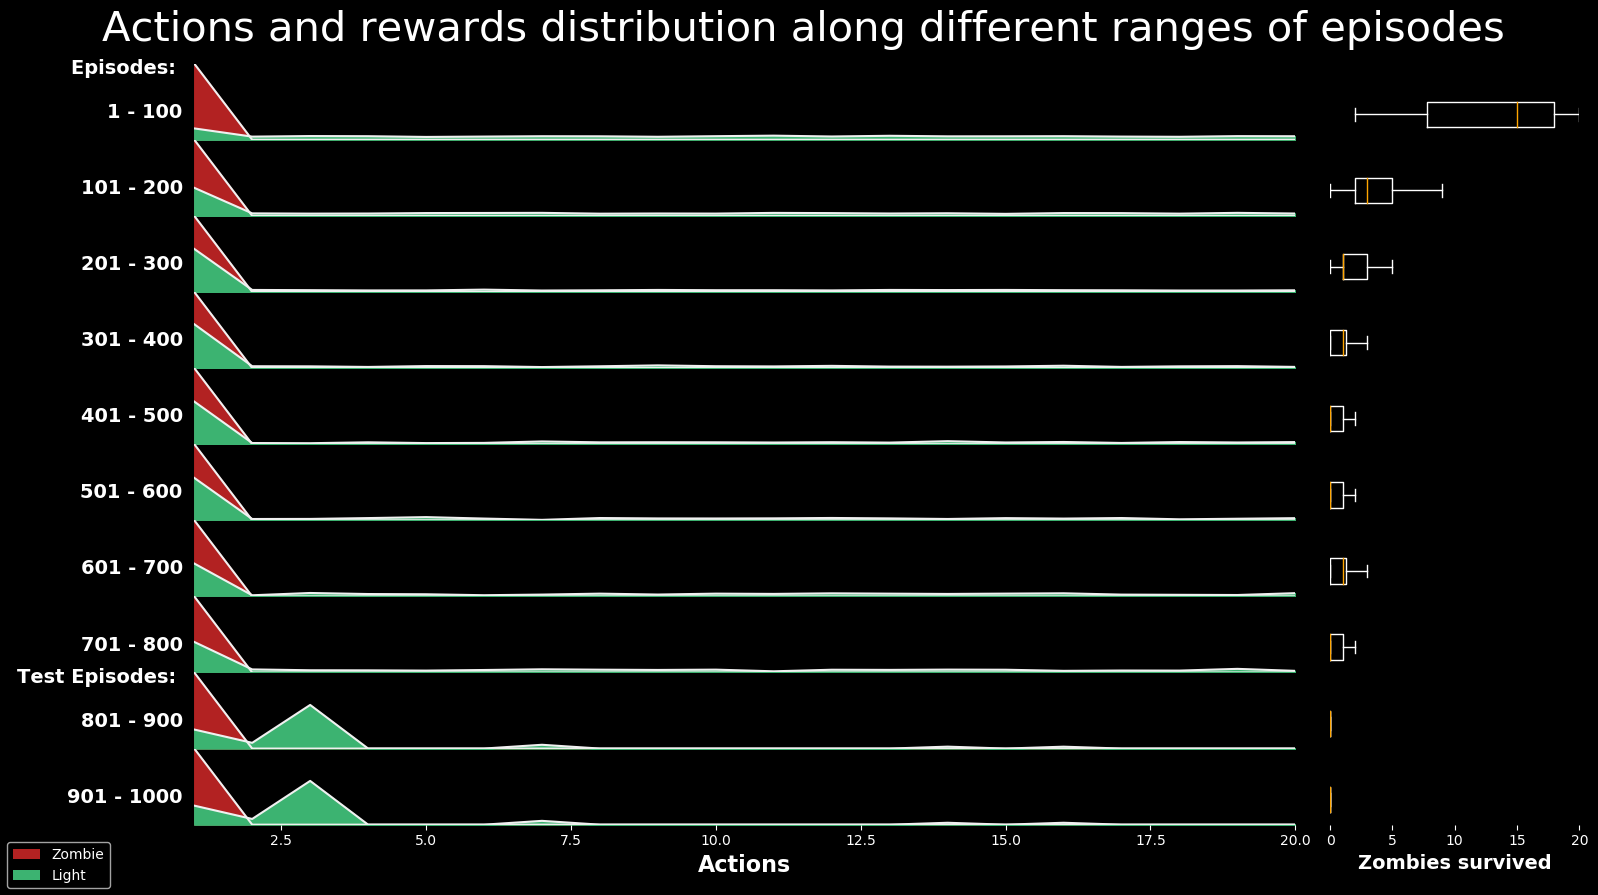 Actions and rewards distribution along different ranges of episodes
Episodes:
1 - 100
101 - 200
201 - 300
301 - 400
401 - 500
501 - 600
601 - 700
701 - 800
Test Episodes:
801 - 900
901 - 1000
2.5 5.0 7.5 10.0 12.5 15.0 17.5 20.0
0 5 10 15 20
Actions
Zombies survived
Zombie
Light